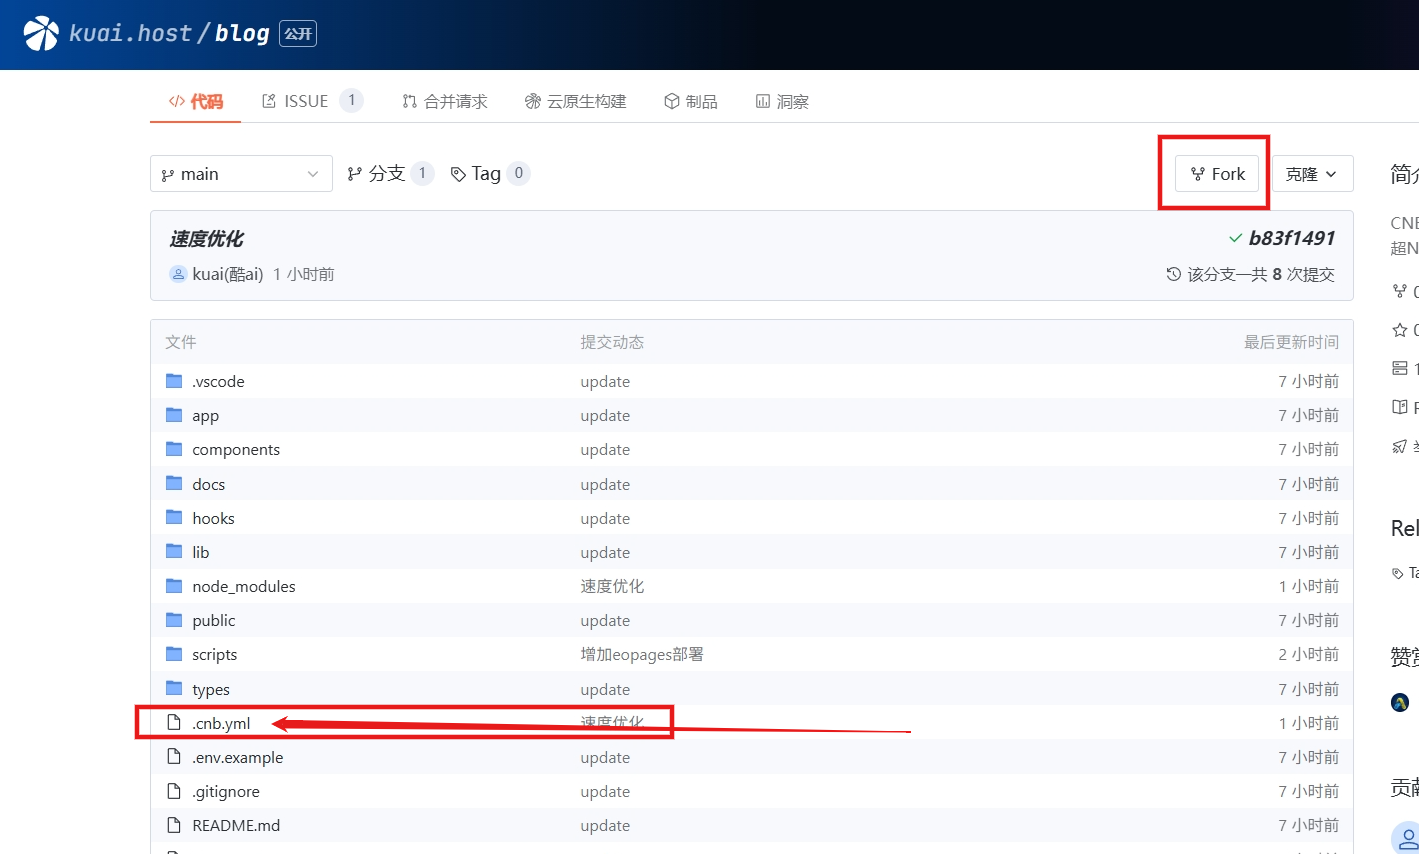 kuai.host/blog 公开
代码 ISSUE 1 合并请求 云原生构建 制品 洞察
main 分支 1 Tag 0 Fork 克隆
速度优化 b83f1491
kuai(酷ai) 1 小时前 该分支一共 8 次提交
文件 提交动态 最后更新时间
.vscode update 7 小时前
app update 7 小时前
components update 7 小时前
docs update 7 小时前
hooks update 7 小时前
lib update 7 小时前
node_modules 速度优化 1 小时前
public update 7 小时前
scripts 增加eopages部署 2 小时前
types update 7 小时前
.cnb.yml 速度优化 1 小时前
.env.example update 7 小时前
.gitignore update 7 小时前
README.md update 7 小时前
简
CNB
超N
Rel
Ta